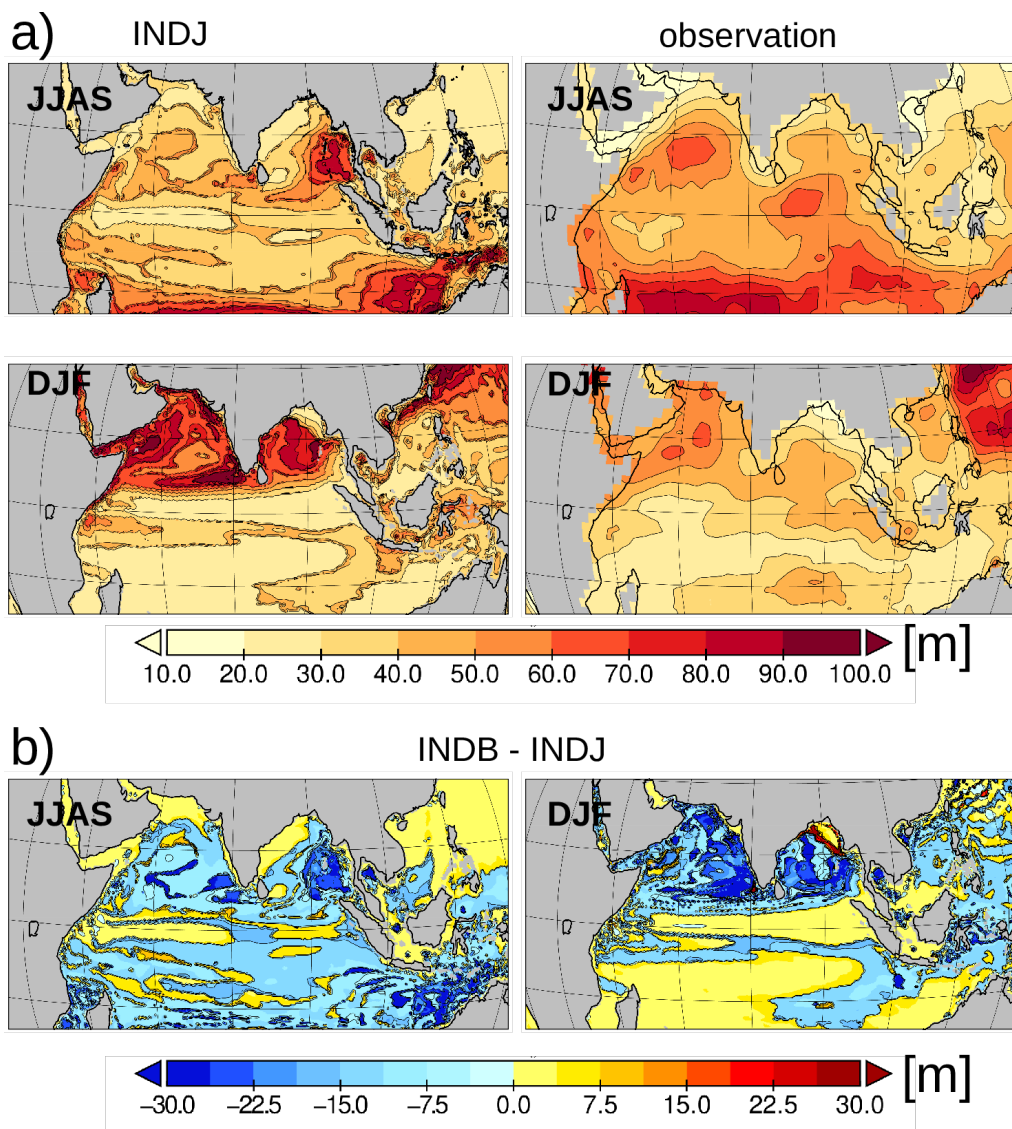 a)
INDJ
observation
JJAS
JJAS
DJF
DJF
10.0 20.0 30.0 40.0 50.0 60.0 70.0 80.0 90.0 100.0
[m]
b)
INDB - INDJ
JJAS
DJF
−30.0 −22.5 −15.0 −7.5 0.0 7.5 15.0 22.5 30.0
[m]